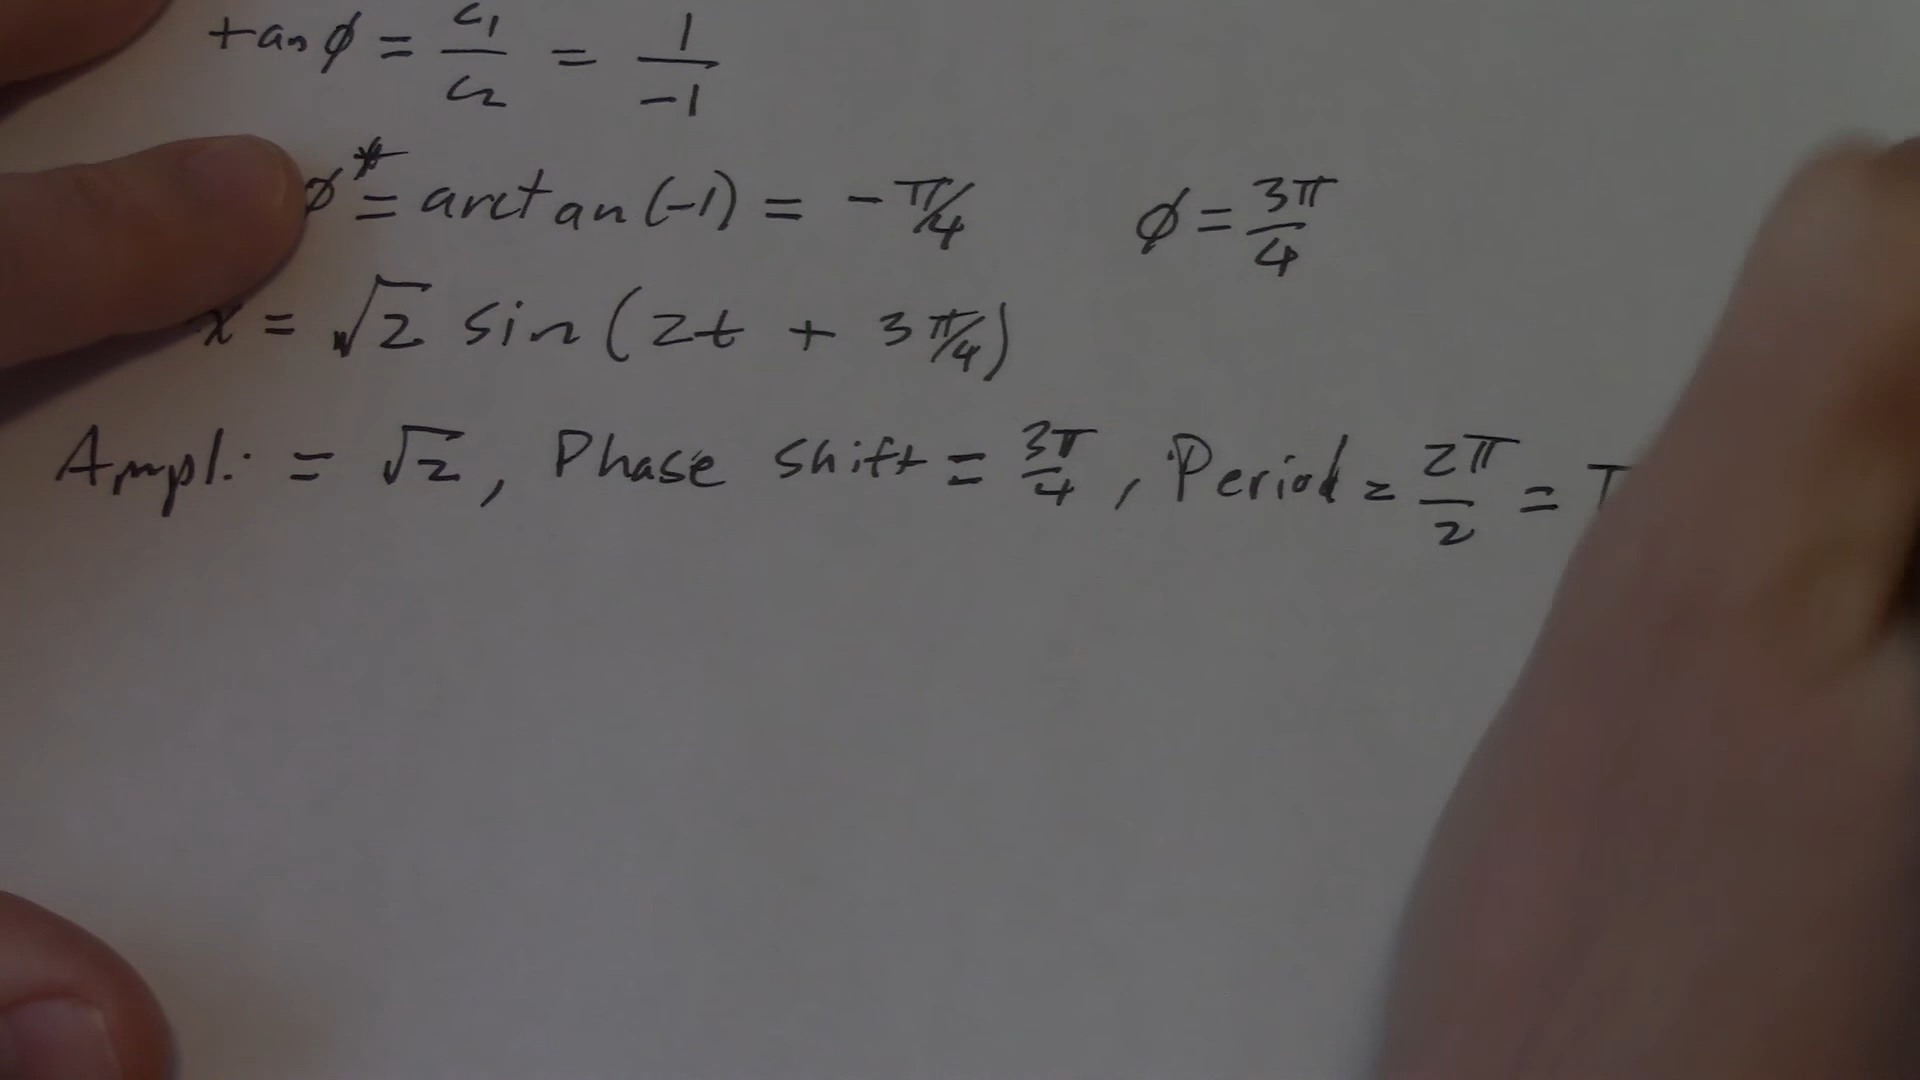 tan ϕ = c₁/c₂ = 1/-1
ϕ* = arctan(-1) = -π/4 ϕ = 3π/4
x = √2 sin(2t + 3π/4)
Ampl. = √2, Phase shift = 3π/4, Period = 2π/2 =